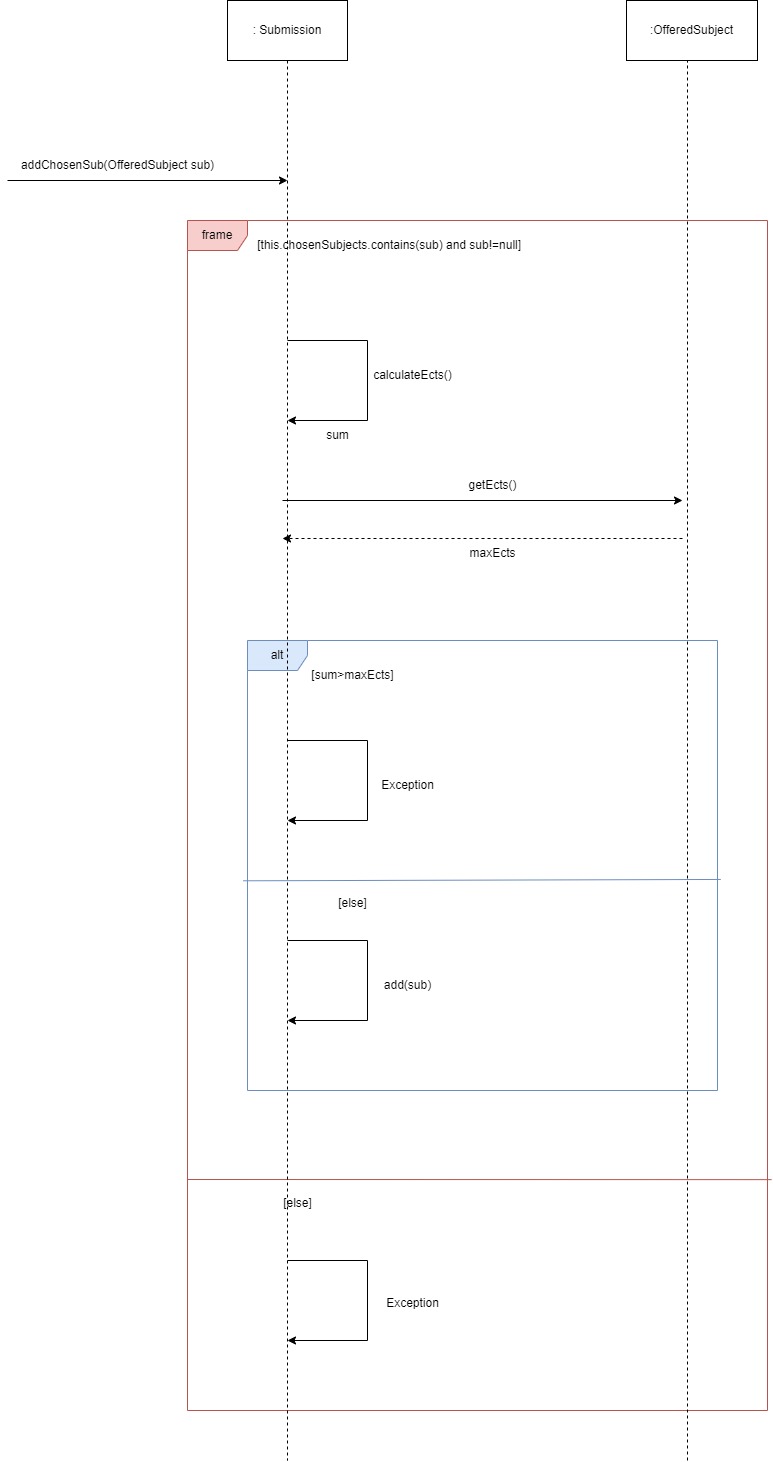 : Submission
:OfferedSubject
addChosenSub(OfferedSubject sub)
frame
[this.chosenSubjects.contains(sub) and sub!=null]
calculateEcts()
sum
getEcts()
maxEcts
alt
[sum>maxEcts]
Exception
[else]
add(sub)
[else]
Exception